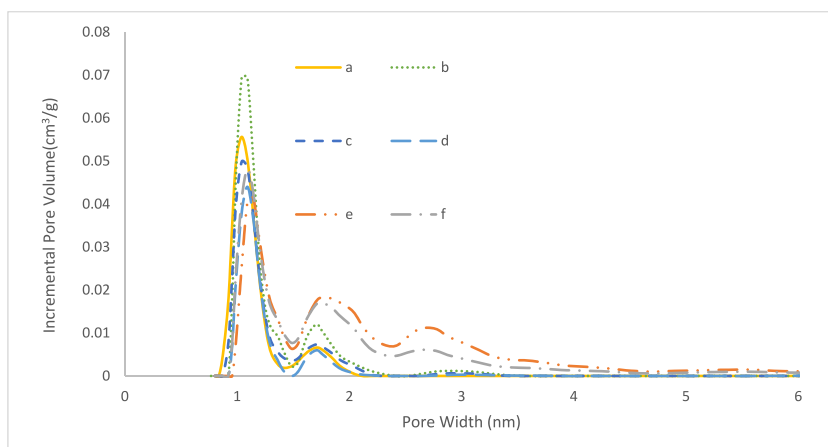 0.08
0.07
0.06
0.05
0.04
0.03
0.02
0.01
0
Incremental Pore Volume(cm³/g)
a b
c d
e f
0 1 2 3 4 5 6
Pore Width (nm)